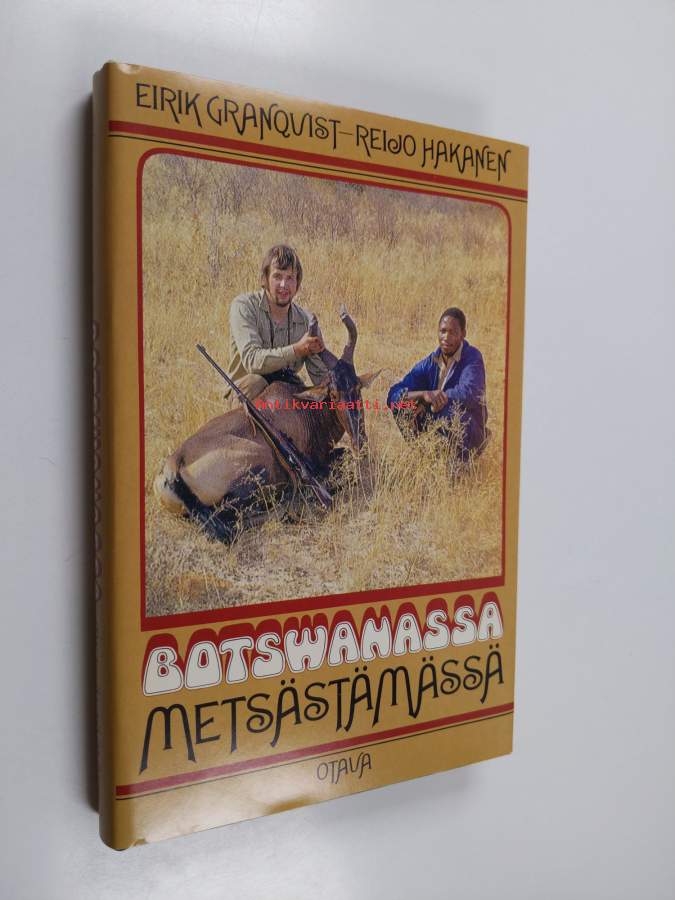 EIRIK GRANQVIST–REIJO HAKANEN
Antikvariaatti.net
BOTSWANASSA
METSÄSTÄMÄSSÄ
OTAVA